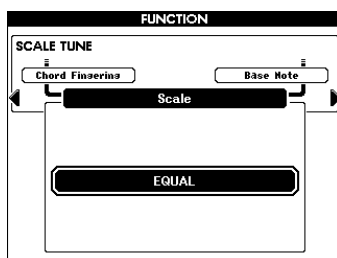 FUNCTION
SCALE TUNE
Chord Fingering
Base Note
Scale
EQUAL